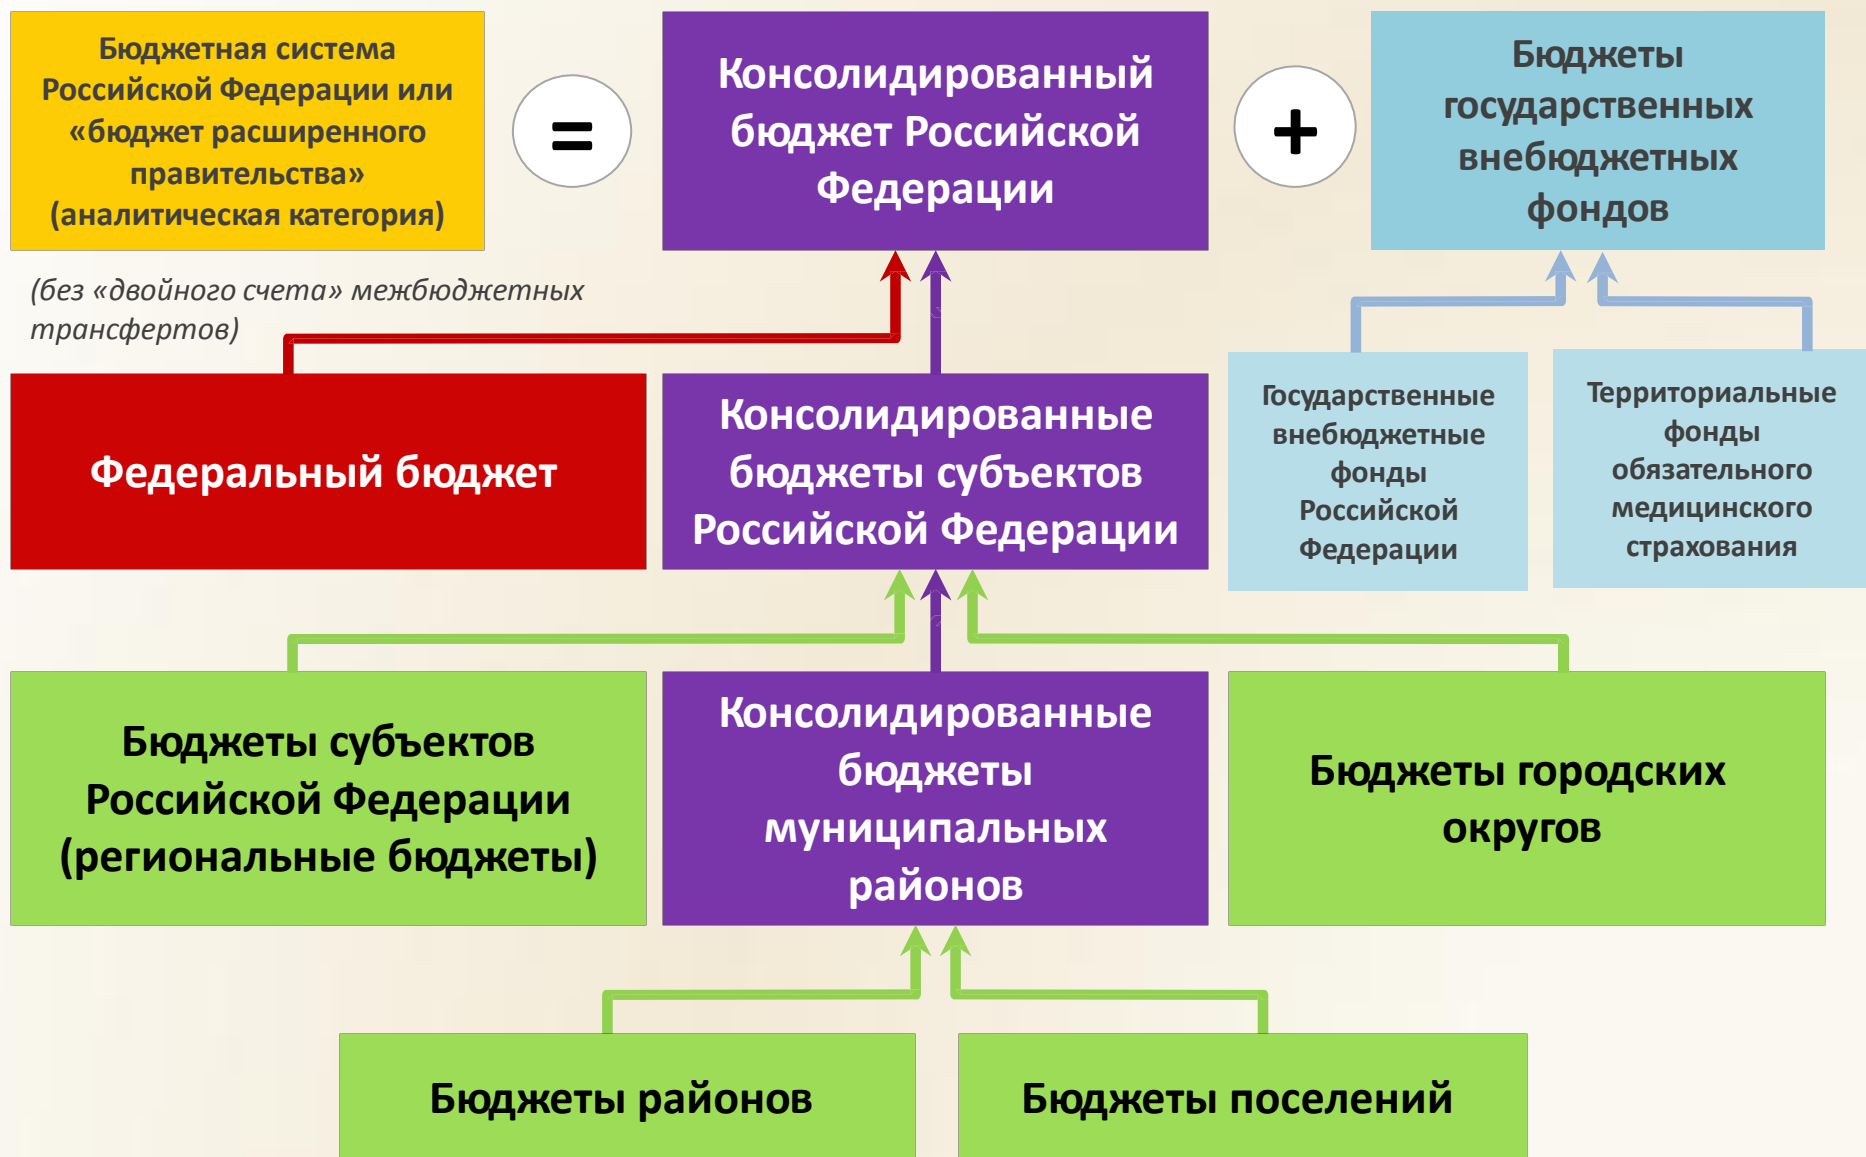 Бюджетная система
Российской Федерации или
«бюджет расширенного
правительства»
(аналитическая категория)
=
Консолидированный
бюджет Российской
Федерации
+
Бюджеты
государственных
внебюджетных
фондов
(без «двойного счета» межбюджетных
трансфертов)
Федеральный бюджет
Консолидированные
бюджеты субъектов
Российской Федерации
Государственные
внебюджетные
фонды
Российской
Федерации
Территориальные
фонды
обязательного
медицинского
страхования
Бюджеты субъектов
Российской Федерации
(региональные бюджеты)
Консолидированные
бюджеты
муниципальных
районов
Бюджеты городских
округов
Бюджеты районов
Бюджеты поселений